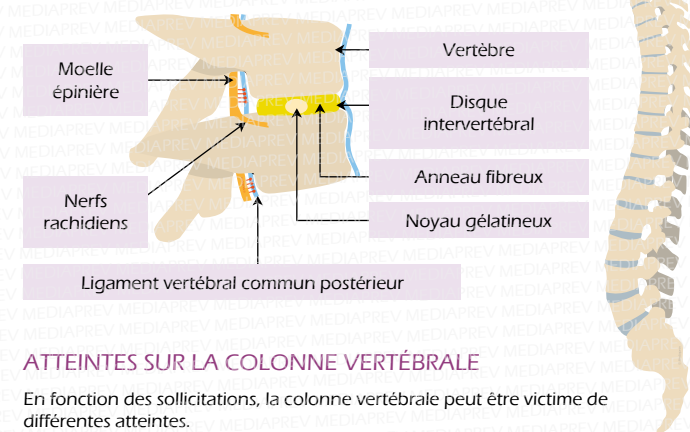 Moelle
épinière
Vertèbre
Disque
intervertébral
Anneau fibreux
Nerfs
rachidiens
Noyau gélatineux
Ligament vertébral commun postérieur
ATTEINTES SUR LA COLONNE VERTÉBRALE
En fonction des sollicitations, la colonne vertébrale peut être victime de
différentes atteintes.
MEDIAPREV